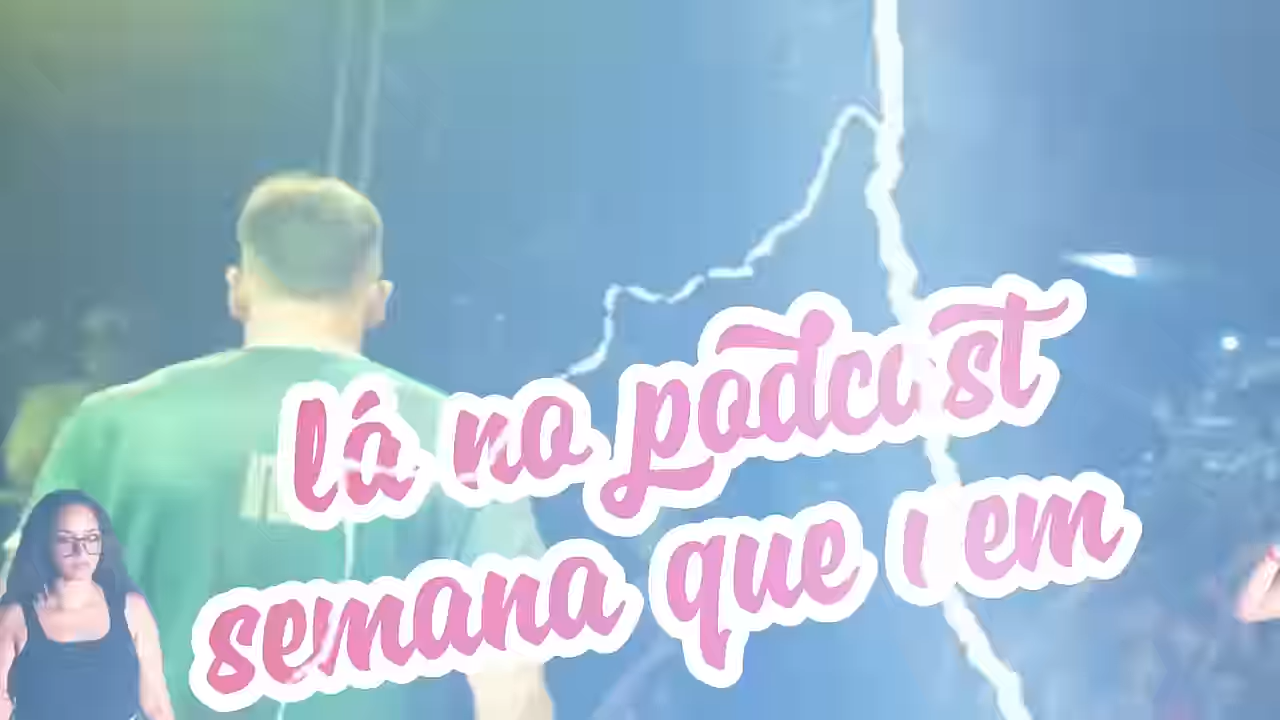 lá no podcast
semana que vem